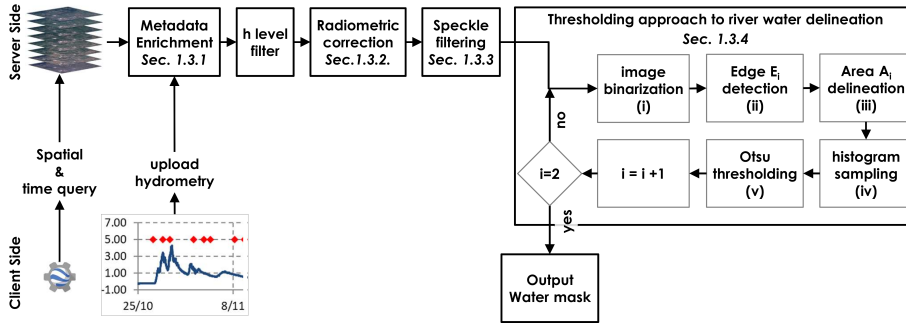 Server Side
Metadata
Enrichment
Sec. 1.3.1
h level
filter
Radiometric
correction
Sec.1.3.2.
Speckle
filtering
Sec. 1.3.3
Thresholding approach to river water delineation
Sec. 1.3.4
image
binarization
(i)
Edge Ei
detection
(ii)
Area Ai
delineation
(iii)
histogram
sampling
(iv)
Otsu
thresholding
(v)
i = i +1
i=2
no
yes
Output
Water mask
Spatial
&
time query
upload
hydrometry
Client Side
7.00
5.00
3.00
1.00
-1.00
25/10
8/11